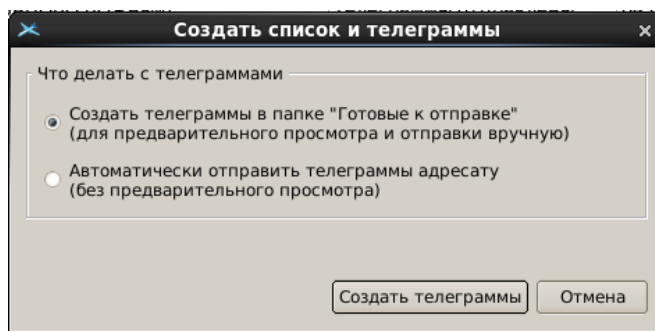 Создать список и телеграммы
Что делать с телеграммами
Создать телеграммы в папке "Готовые к отправке"
(для предварительного просмотра и отправки вручную)
Автоматически отправить телеграммы адресату
(без предварительного просмотра)
Создать телеграммы
Отмена